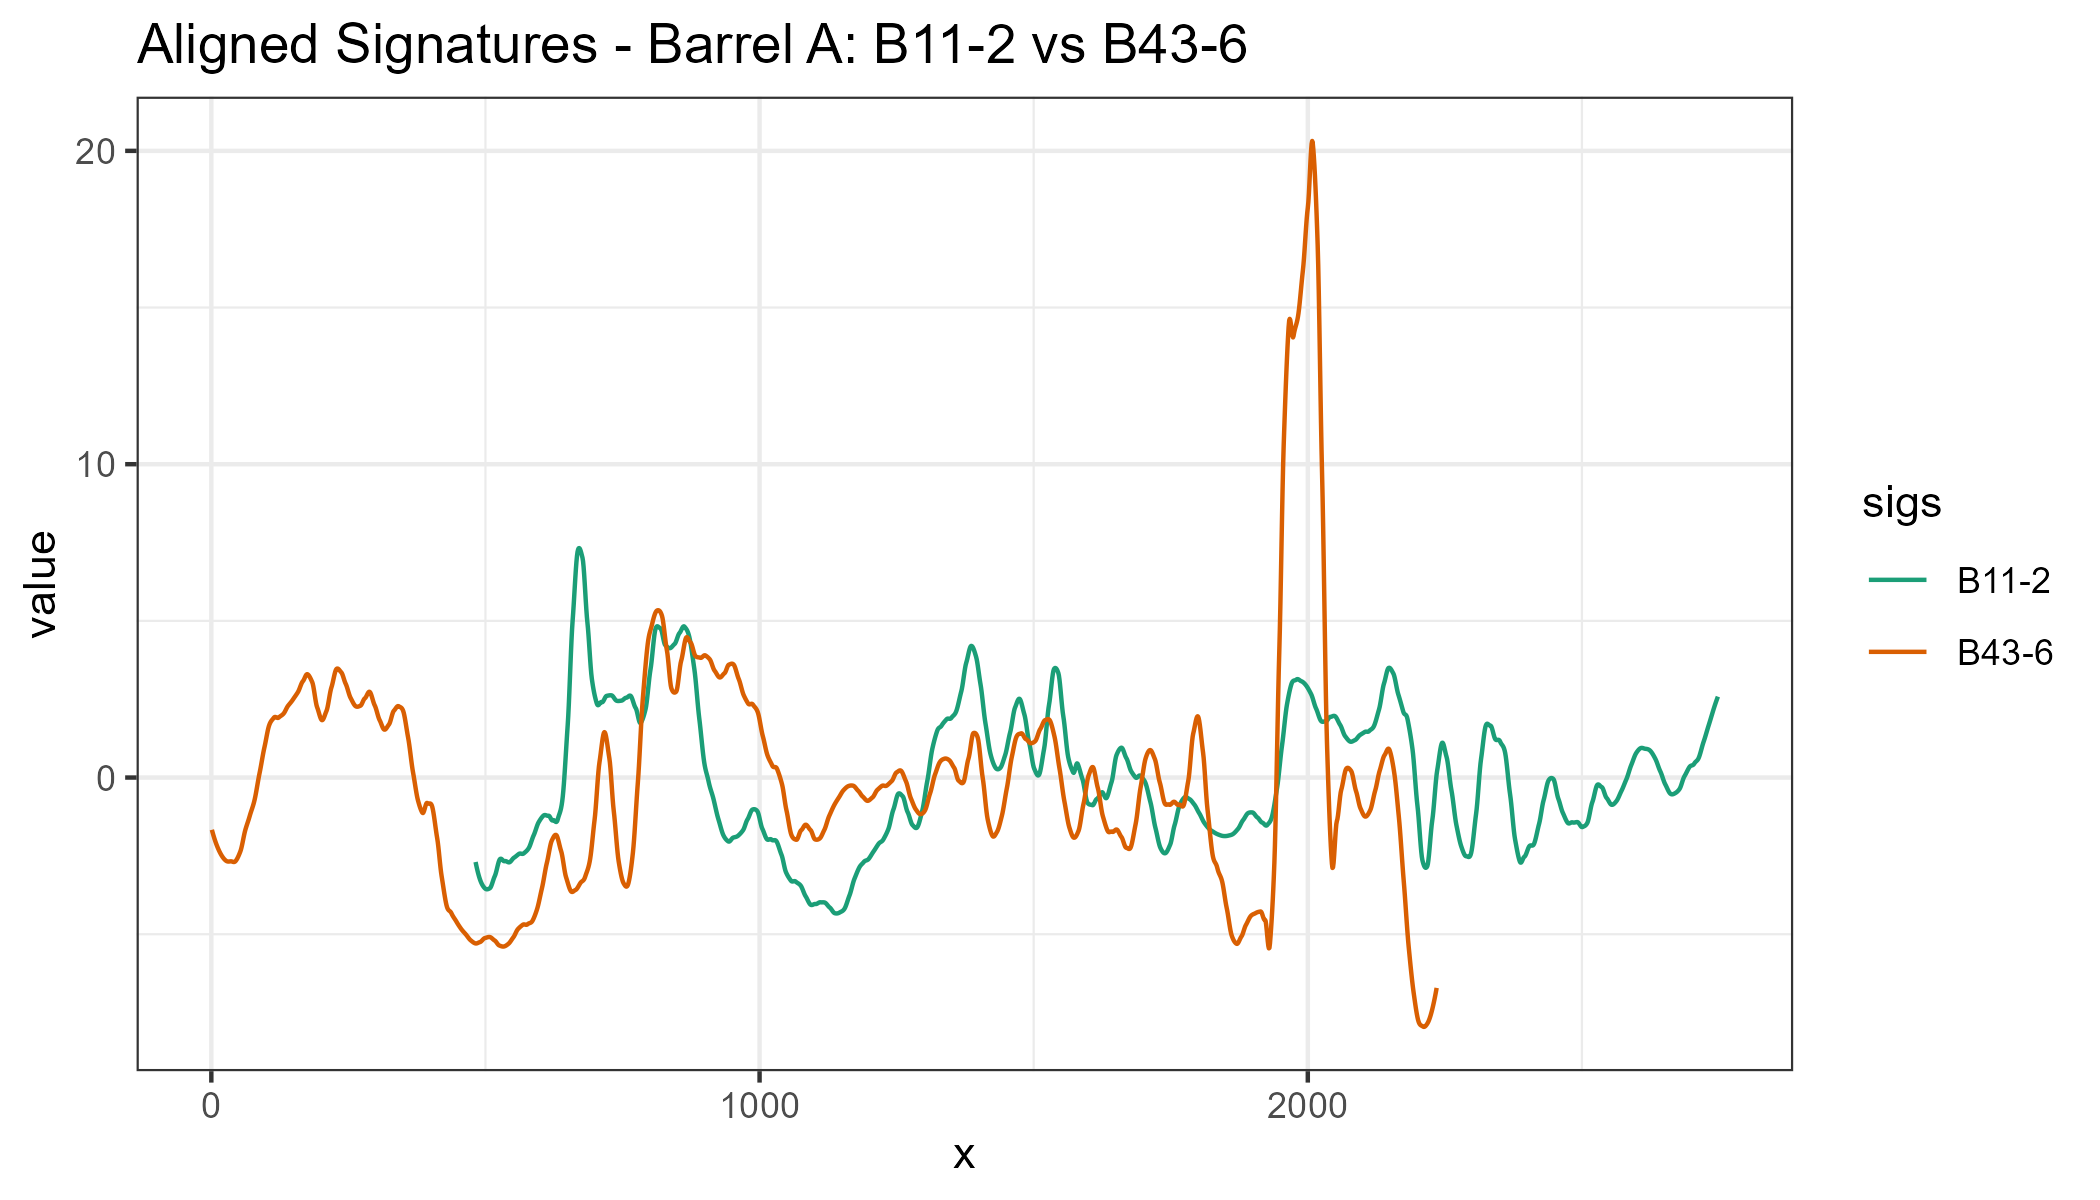 Aligned Signatures - Barrel A: B11-2 vs B43-6
20
10
0
value
0
1000
2000
x
sigs
B11-2
B43-6